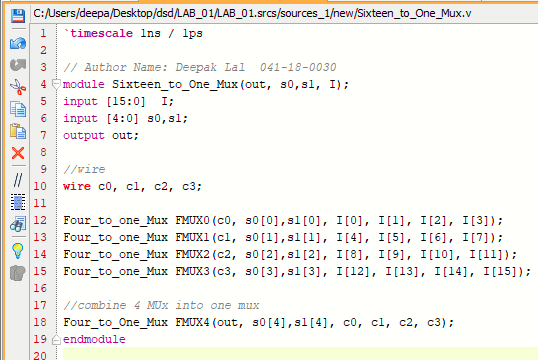 C:/Users/deepa/Desktop/dsd/LAB_01/LAB_01.srcs/sources_1/new/Sixteen_to_One_Mux.v
1 `timescale 1ns / 1ps
2
3 // Author Name: Deepak Lal  041-18-0030
4 module Sixteen_to_One_Mux(out, s0,s1, I);
5 input [15:0]  I;
6 input [4:0] s0,s1;
7 output out;
8
9 //wire
10 wire c0, c1, c2, c3;
11
12 Four_to_one_Mux FMUX0(c0, s0[0],s1[0], I[0], I[1], I[2], I[3]);
13 Four_to_one_Mux FMUX1(c1, s0[1],s1[1], I[4], I[5], I[6], I[7]);
14 Four_to_one_Mux FMUX2(c2, s0[2],s1[2], I[8], I[9], I[10], I[11]);
15 Four_to_one_Mux FMUX3(c3, s0[3],s1[3], I[12], I[13], I[14], I[15]);
16
17 //combine 4 MUx into one mux
18 Four_to_One_Mux FMUX4(out, s0[4],s1[4], c0, c1, c2, c3);
19 endmodule
20